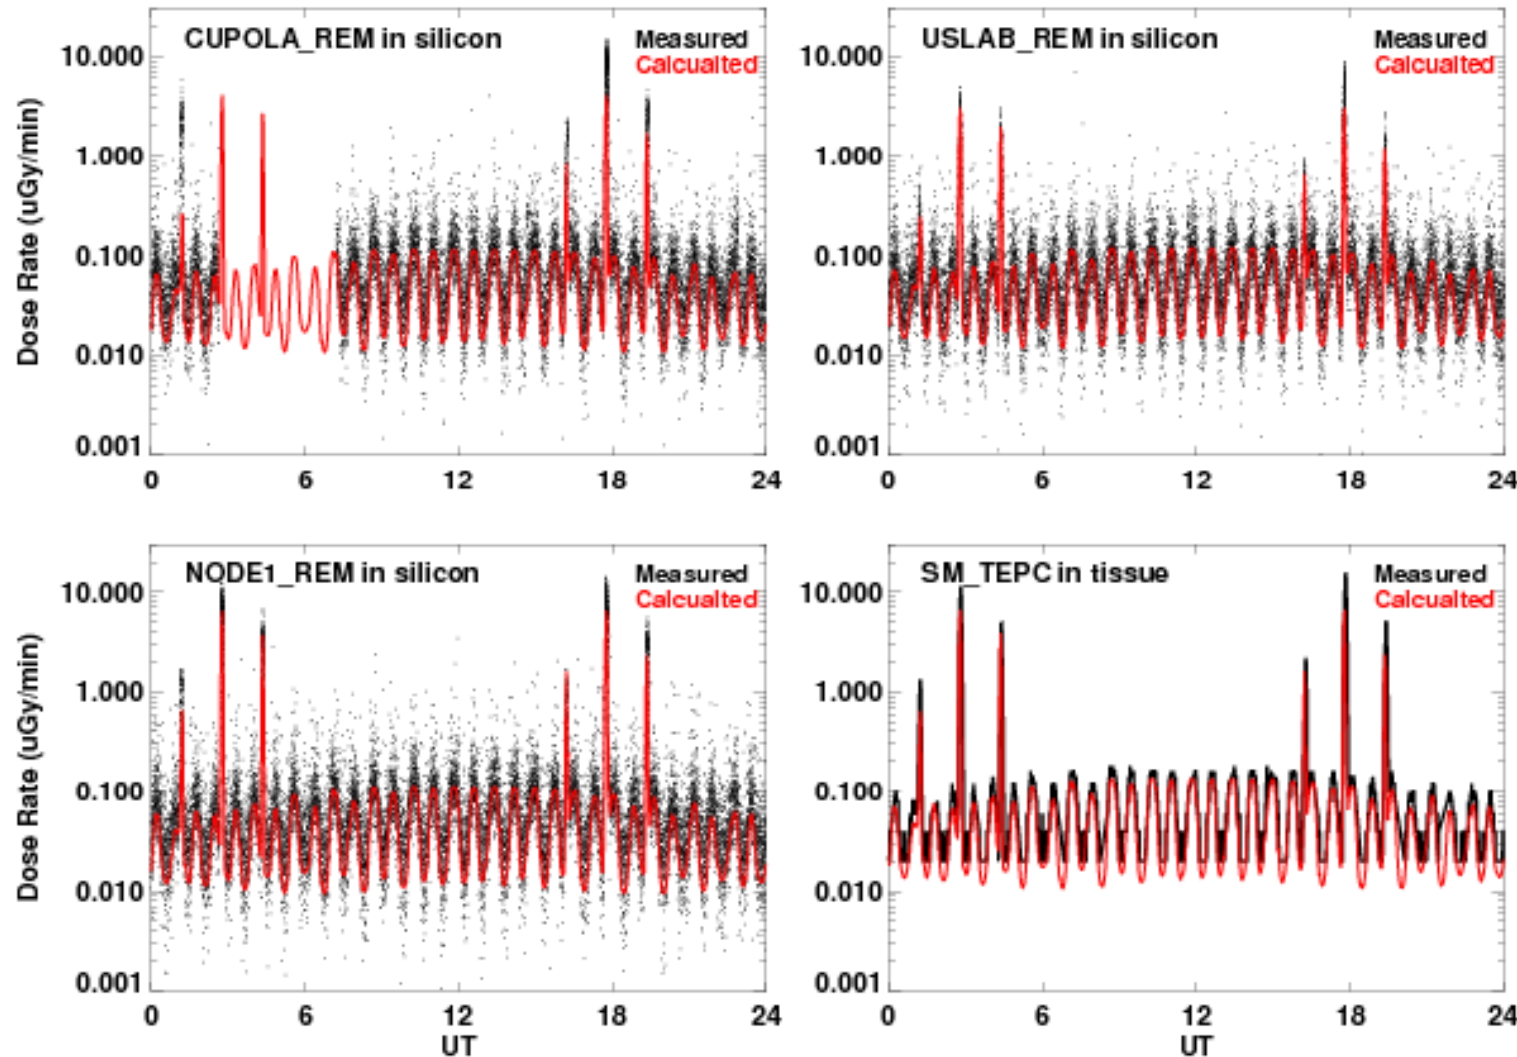 CUPOLA_REM in silicon
Measured
Calcualted
Dose Rate (uGy/min)
10.000
1.000
0.100
0.010
0.001
0 6 12 18 24
USLAB_REM in silicon
Measured
Calcualted
10.000
1.000
0.100
0.010
0.001
0 6 12 18 24
NODE1_REM in silicon
Measured
Calcualted
Dose Rate (uGy/min)
10.000
1.000
0.100
0.010
0.001
0 6 12 18 24
UT
SM_TEPC in tissue
Measured
Calcualted
10.000
1.000
0.100
0.010
0.001
0 6 12 18 24
UT